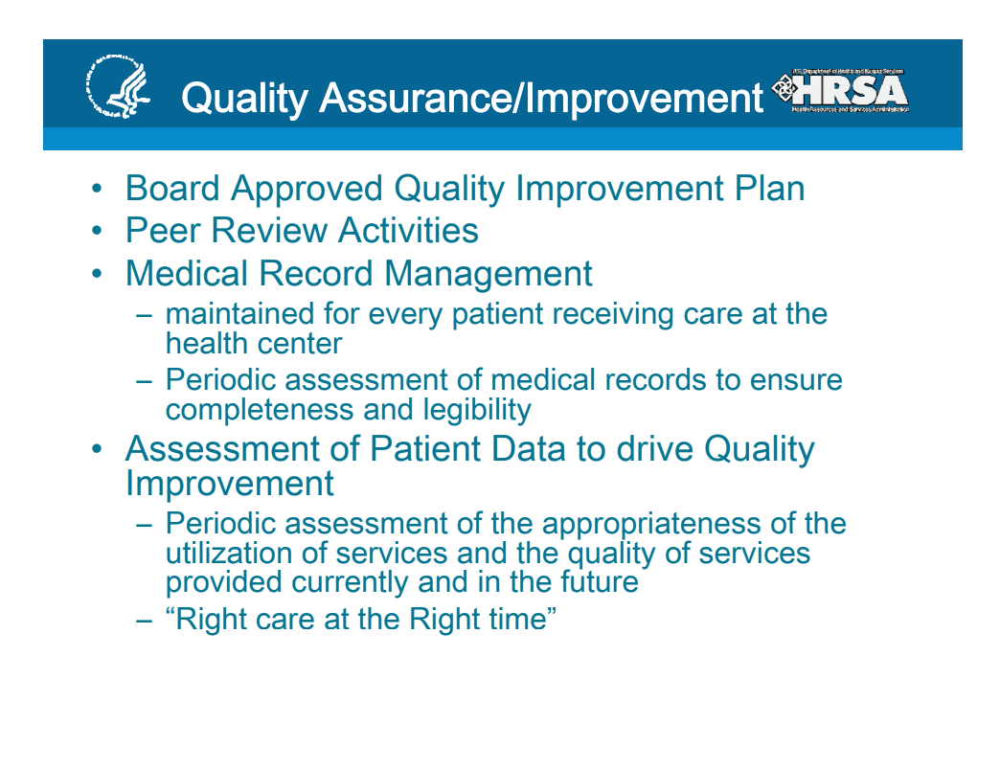 Quality Assurance/Improvement
U.S. Department of Health and Human Services
HRSA
Health Resources and Services Administration
• Board Approved Quality Improvement Plan
• Peer Review Activities
• Medical Record Management
– maintained for every patient receiving care at the
health center
– Periodic assessment of medical records to ensure
completeness and legibility
• Assessment of Patient Data to drive Quality
Improvement
– Periodic assessment of the appropriateness of the
utilization of services and the quality of services
provided currently and in the future
– “Right care at the Right time”